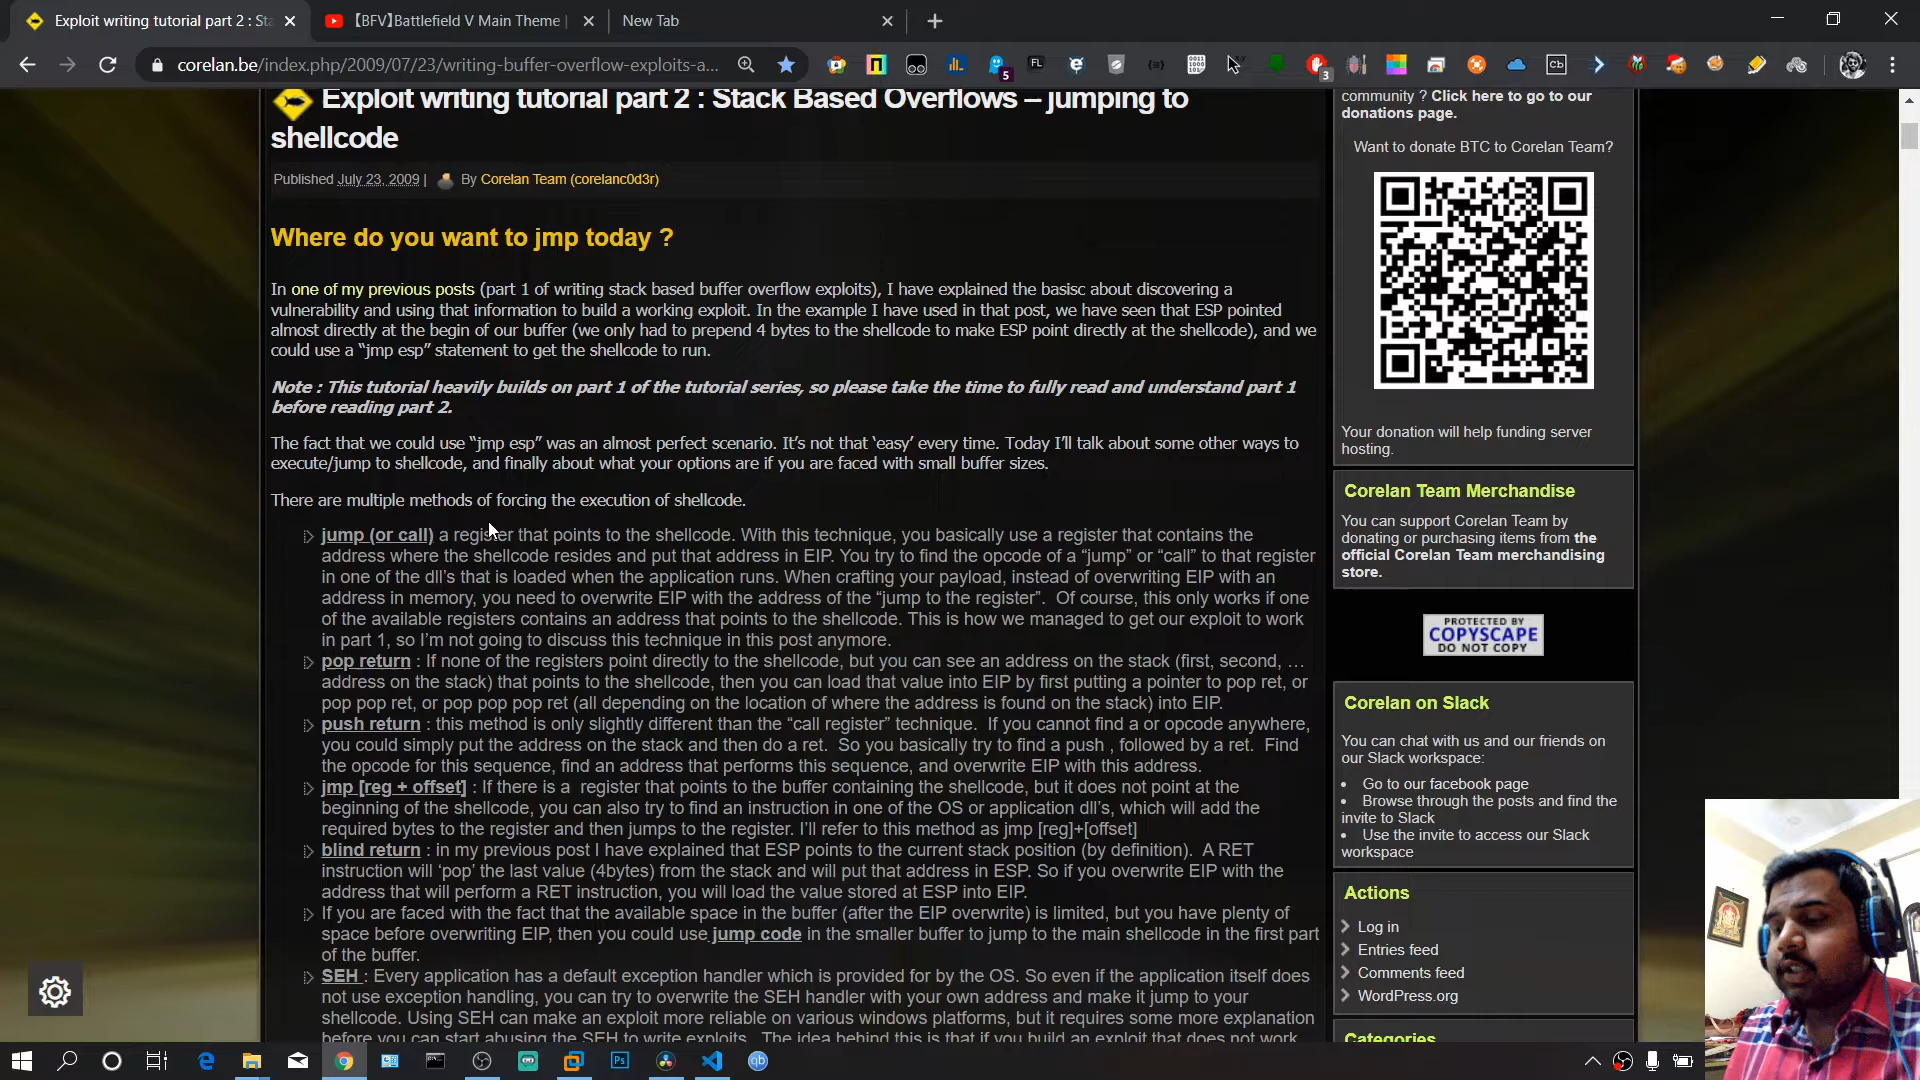 Exploit writing tutorial part 2 : Sta
【BFV】Battlefield V Main Theme |
New Tab
corelan.be/index.php/2009/07/23/writing-buffer-overflow-exploits-a...
5
FL
3
Cb
Exploit writing tutorial part 2 : Stack Based Overflows – jumping to
shellcode
Published July 23, 2009 | By Corelan Team (corelanc0d3r)
Where do you want to jmp today ?
In one of my previous posts (part 1 of writing stack based buffer overflow exploits), I have explained the basisc about discovering a
vulnerability and using that information to build a working exploit. In the example I have used in that post, we have seen that ESP pointed
almost directly at the begin of our buffer (we only had to prepend 4 bytes to the shellcode to make ESP point directly at the shellcode), and we
could use a “jmp esp” statement to get the shellcode to run.
Note : This tutorial heavily builds on part 1 of the tutorial series, so please take the time to fully read and understand part 1
before reading part 2.
The fact that we could use “jmp esp” was an almost perfect scenario. It’s not that ‘easy’ every time. Today I’ll talk about some other ways to
execute/jump to shellcode, and finally about what your options are if you are faced with small buffer sizes.
There are multiple methods of forcing the execution of shellcode.
jump (or call) a register that points to the shellcode. With this technique, you basically use a register that contains the
address where the shellcode resides and put that address in EIP. You try to find the opcode of a “jump” or “call” to that register
in one of the dll’s that is loaded when the application runs. When crafting your payload, instead of overwriting EIP with an
address in memory, you need to overwrite EIP with the address of the “jump to the register”. Of course, this only works if one
of the available registers contains an address that points to the shellcode. This is how we managed to get our exploit to work
in part 1, so I’m not going to discuss this technique in this post anymore.
pop return : If none of the registers point directly to the shellcode, but you can see an address on the stack (first, second, …
address on the stack) that points to the shellcode, then you can load that value into EIP by first putting a pointer to pop ret, or
pop pop ret, or pop pop pop ret (all depending on the location of where the address is found on the stack) into EIP.
push return : this method is only slightly different than the “call register” technique. If you cannot find a or opcode anywhere,
you could simply put the address on the stack and then do a ret. So you basically try to find a push , followed by a ret. Find
the opcode for this sequence, find an address that performs this sequence, and overwrite EIP with this address.
jmp [reg + offset] : If there is a register that points to the buffer containing the shellcode, but it does not point at the
beginning of the shellcode, you can also try to find an instruction in one of the OS or application dll’s, which will add the
required bytes to the register and then jumps to the register. I’ll refer to this method as jmp [reg]+[offset]
blind return : in my previous post I have explained that ESP points to the current stack position (by definition). A RET
instruction will ‘pop’ the last value (4bytes) from the stack and will put that address in ESP. So if you overwrite EIP with the
address that will perform a RET instruction, you will load the value stored at ESP into EIP.
If you are faced with the fact that the available space in the buffer (after the EIP overwrite) is limited, but you have plenty of
space before overwriting EIP, then you could use jump code in the smaller buffer to jump to the main shellcode in the first part
of the buffer.
SEH : Every application has a default exception handler which is provided for by the OS. So even if the application itself does
not use exception handling, you can try to overwrite the SEH handler with your own address and make it jump to your
shellcode. Using SEH can make an exploit more reliable on various windows platforms, but it requires some more explanation
before you can start abusing the SEH to write exploits. The idea behind this is that if you build an exploit that does not work
community ? Click here to go to our
donations page.
Want to donate BTC to Corelan Team?
Your donation will help funding server
hosting.
Corelan Team Merchandise
You can support Corelan Team by
donating or purchasing items from the
official Corelan Team merchandising
store.
PROTECTED BY
COPYSCAPE
DO NOT COPY
Corelan on Slack
You can chat with us and our friends on
our Slack workspace:
Go to our facebook page
Browse through the posts and find the
invite to Slack
Use the invite to access our Slack
workspace
Actions
Log in
Entries feed
Comments feed
WordPress.org
Categories
Ps
qb